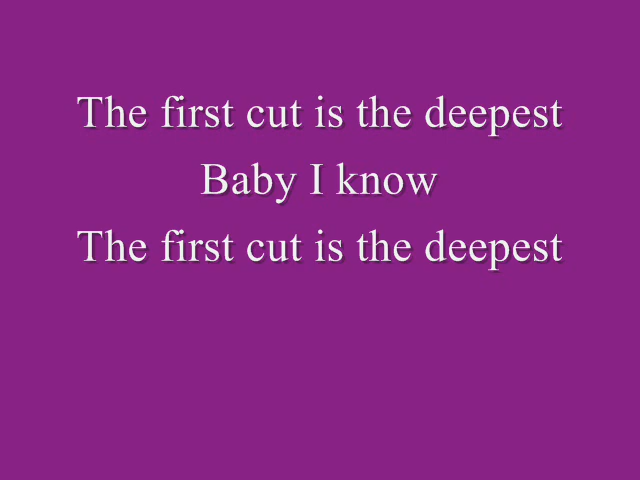 The first cut is the deepest
Baby I know
The first cut is the deepest